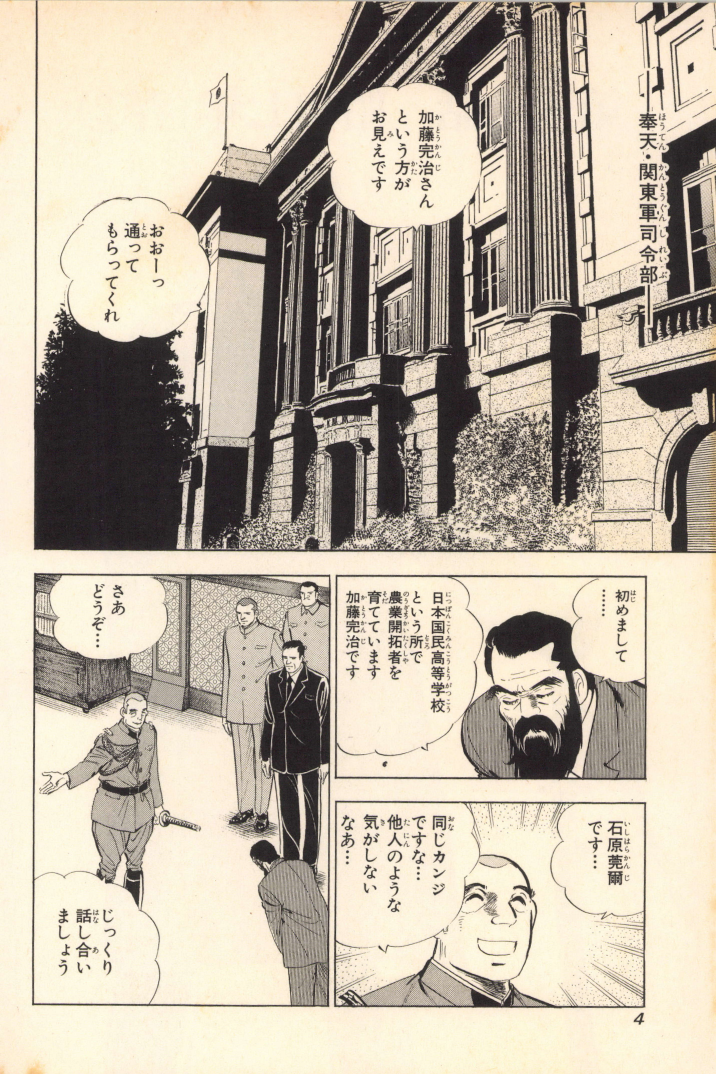 奉天・関東軍司令部
加藤完治さん
という方が
お見えです
おおーっ
通って
もらってくれ
初めまして
……
日本国民高等学校
という所で
農業開拓者を
育てています
加藤完治です
石原莞爾
です…
同じカンジ
ですな…
他人のような
気がしない
なあ…
さあ
どうぞ…
じっくり
話し合い
ましょう
4